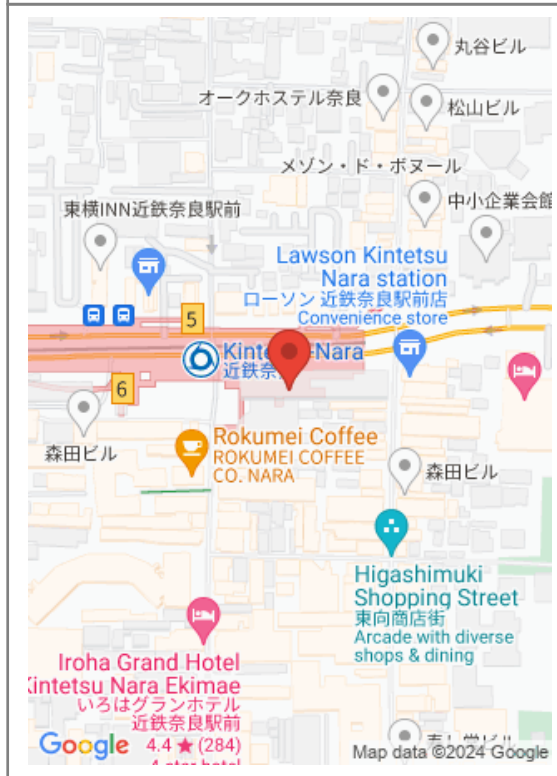 丸谷ビル
オークホステル奈良
松山ビル
メゾン・ド・ボヌール
中小企業会館
東横INN近鉄奈良駅前
Lawson Kintetsu
Nara station
ローソン 近鉄奈良駅前店
Convenience store
5
Kintetsu-Nara
近鉄奈
6
森田ビル
Rokumei Coffee
ROKUMEI COFFEE
CO. NARA
森田ビル
Higashimuki
Shopping Street
東向商店街
Arcade with diverse
shops & dining
Iroha Grand Hotel
Kintetsu Nara Ekimae
いろはグランホテル
近鉄奈良駅前
4.4 ★ (284)
4-star hotel
Google
Map data ©2024 Google